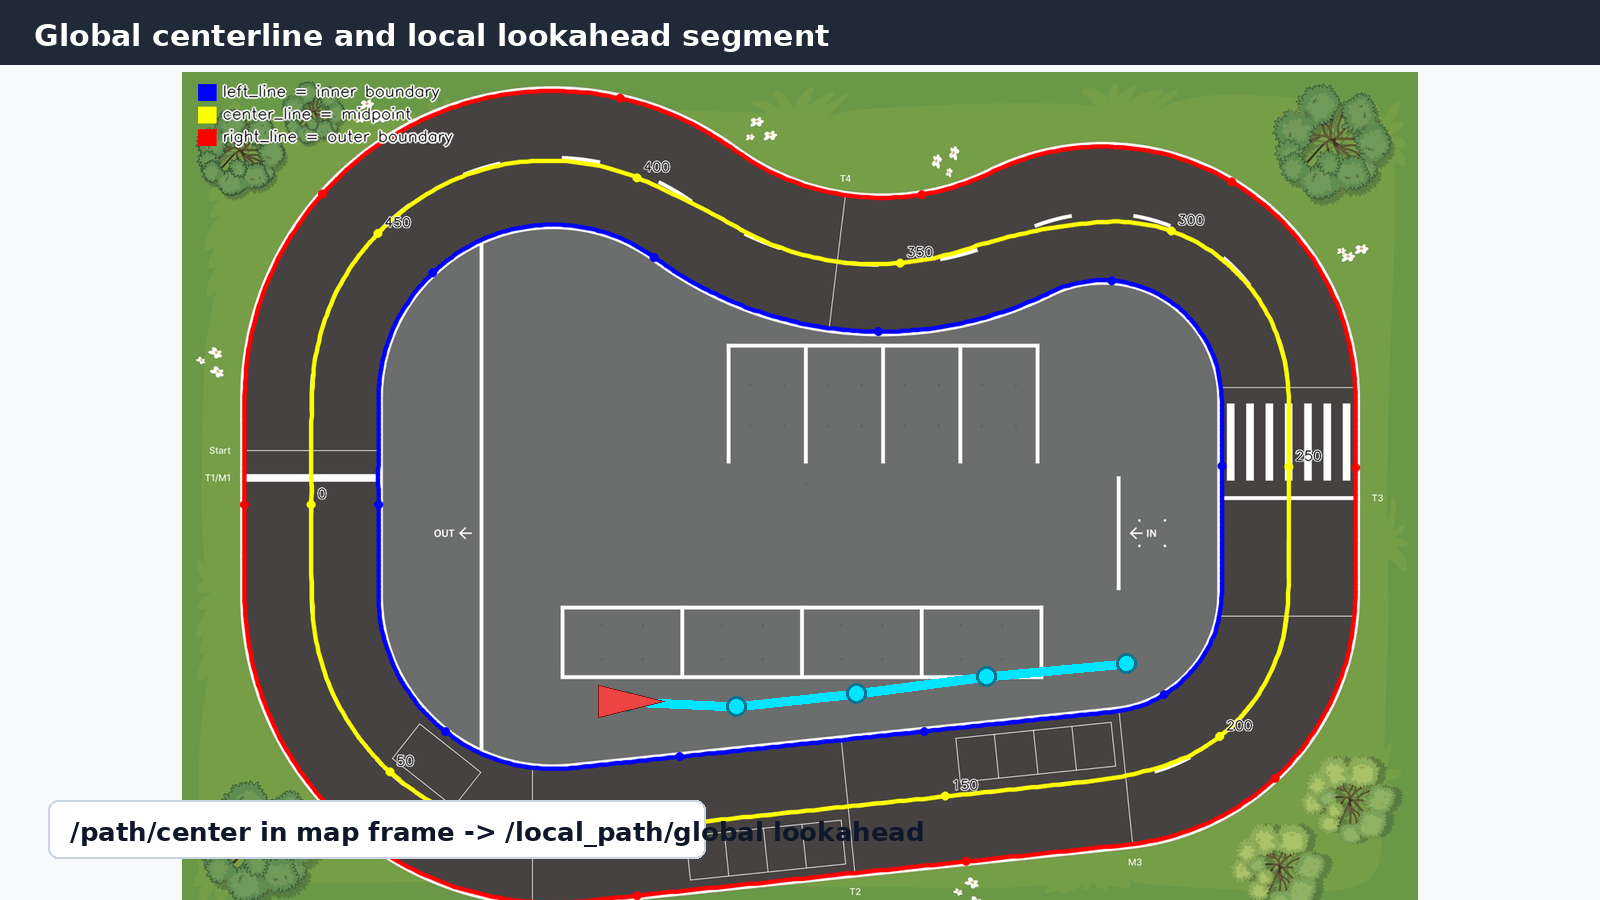 Global centerline and local lookahead segment
left_line = inner boundary
center_line = midpoint
right_line = outer boundary
400
T4
450
350
300
Start
T1/M1
0
250
T3
OUT
IN
200
50
150
/path/center in map frame -> /local_path/global lookahead
M3
T2